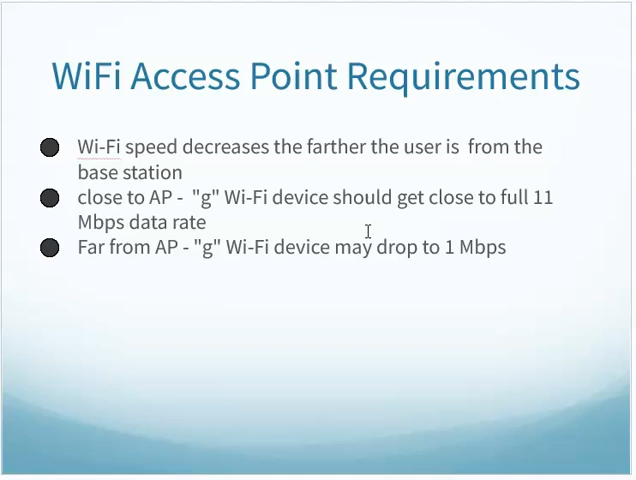 WiFi Access Point Requirements
Wi-Fi speed decreases the farther the user is  from the
base station
close to AP -  "g" Wi-Fi device should get close to full 11
Mbps data rate
Far from AP - "g" Wi-Fi device may drop to 1 Mbps